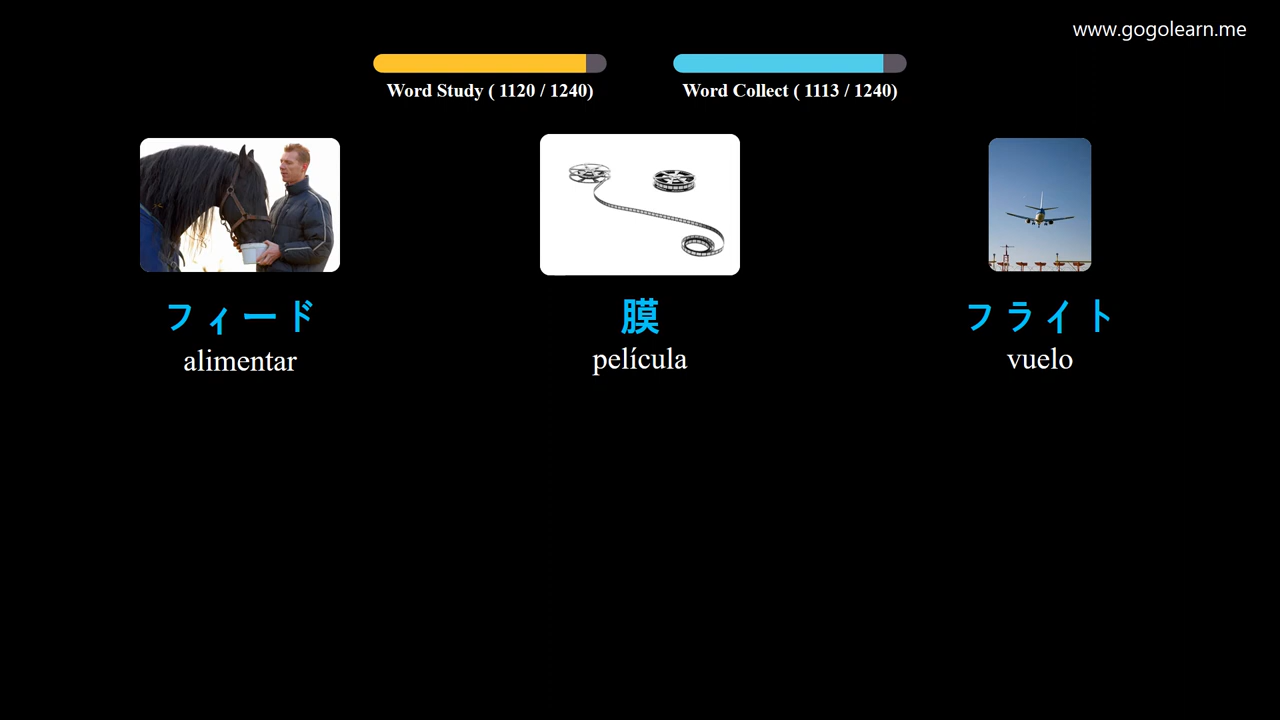 www.gogolearn.me
Word Study ( 1120 / 1240)
Word Collect ( 1113 / 1240)
フィード
膜
フライト
alimentar
película
vuelo